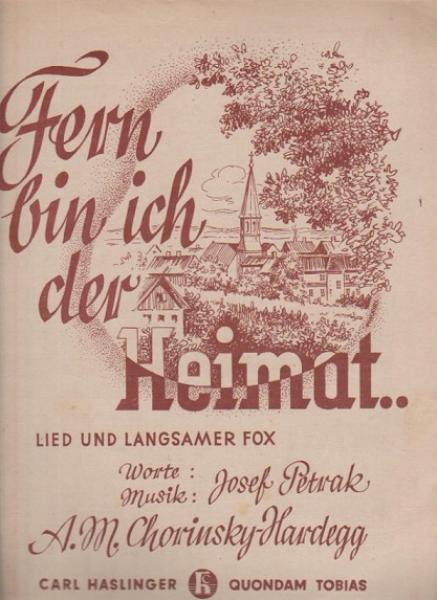 Fern
bin ich
der
Heimat..
LIED UND LANGSAMER FOX
Worte:
Musik: Josef Petrak
A. M. Chorinsky-Hardegg
CARL HASLINGER QUONDAM TOBIAS